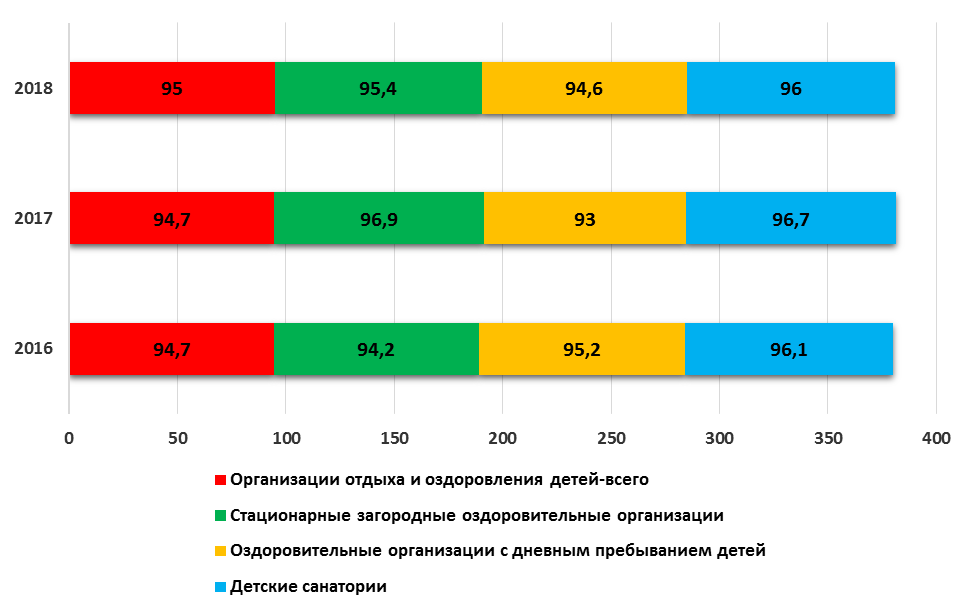 2018
95 95,4 94,6 96
2017
94,7 96,9 93 96,7
2016
94,7 94,2 95,2 96,1
0 50 100 150 200 250 300 350 400
Организации отдыха и оздоровления детей-всего
Стационарные загородные оздоровительные организации
Оздоровительные организации с дневным пребыванием детей
Детские санатории